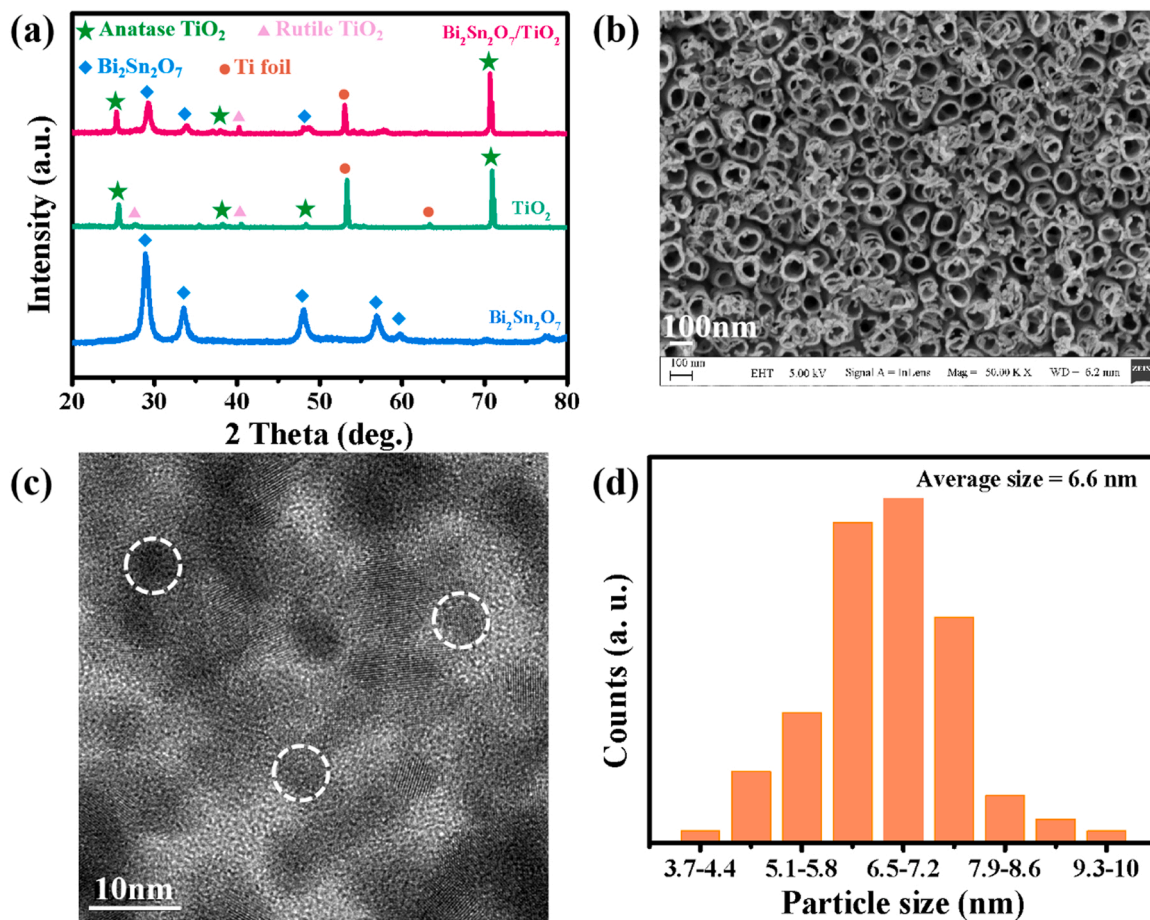 (a)
Anatase TiO₂ Rutile TiO₂ Bi₂Sn₂O₇/TiO₂
Bi₂Sn₂O₇ Ti foil
TiO₂
Bi₂Sn₂O₇
Intensity (a.u.)
20 30 40 50 60 70 80
2 Theta (deg.)
(b)
100nm
100 nm EHT 5.00 kV Signal A = InLens Mag = 50.00 K X WD = 6.2 mm ZEISS
(c)
10nm
(d)
Average size = 6.6 nm
Counts (a. u.)
3.7-4.4 5.1-5.8 6.5-7.2 7.9-8.6 9.3-10
Particle size (nm)